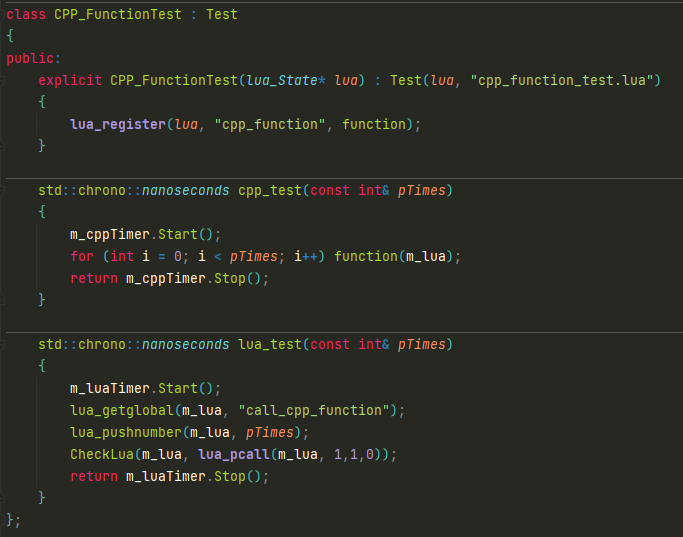 class CPP_FunctionTest : Test
{
public:
    explicit CPP_FunctionTest(lua_State* lua) : Test(lua, "cpp_function_test.lua")
    {
        lua_register(lua, "cpp_function", function);
    }

    std::chrono::nanoseconds cpp_test(const int& pTimes)
    {
        m_cppTimer.Start();
        for (int i = 0; i < pTimes; i++) function(m_lua);
        return m_cppTimer.Stop();
    }

    std::chrono::nanoseconds lua_test(const int& pTimes)
    {
        m_luaTimer.Start();
        lua_getglobal(m_lua, "call_cpp_function");
        lua_pushnumber(m_lua, pTimes);
        CheckLua(m_lua, lua_pcall(m_lua, 1,1,0));
        return m_luaTimer.Stop();
    }
};